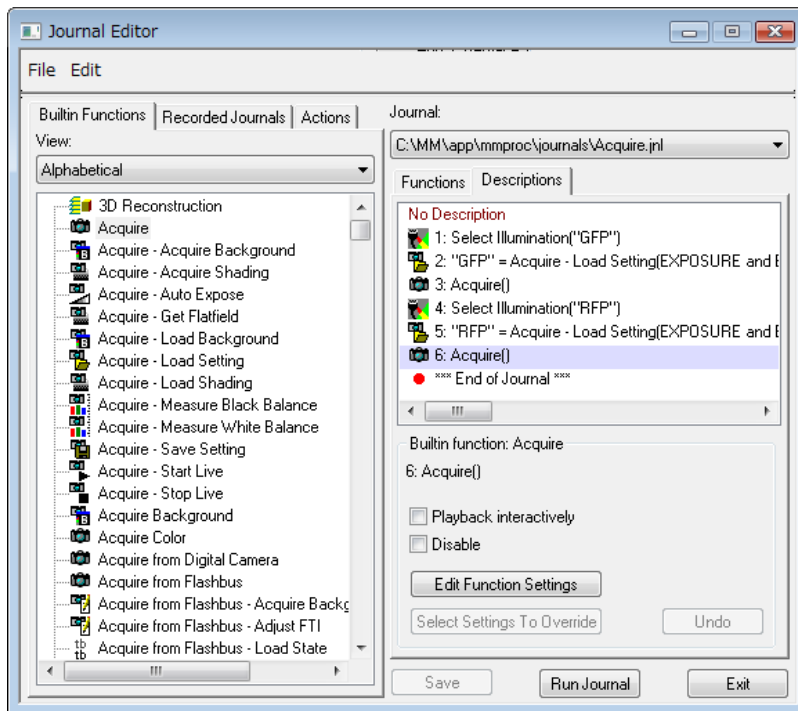 Journal Editor
File Edit
Builtin Functions Recorded Journals Actions
View:
Alphabetical
3D Reconstruction
Acquire
Acquire - Acquire Background
Acquire - Acquire Shading
Acquire - Auto Expose
Acquire - Get Flatfield
Acquire - Load Background
Acquire - Load Setting
Acquire - Load Shading
Acquire - Measure Black Balance
Acquire - Measure White Balance
Acquire - Save Setting
Acquire - Start Live
Acquire - Stop Live
Acquire Background
Acquire Color
Acquire from Digital Camera
Acquire from Flashbus
Acquire from Flashbus - Acquire Backg
Acquire from Flashbus - Adjust FTI
Acquire from Flashbus - Load State
Journal:
C:\MM\app\mmproc\journals\Acquire.jnl
Functions Descriptions
No Description
1: Select Illumination("GFP")
2: "GFP" = Acquire - Load Setting(EXPOSURE and
3: Acquire()
4: Select Illumination("RFP")
5: "RFP" = Acquire - Load Setting(EXPOSURE and
6: Acquire()
*** End of Journal ***
Builtin function: Acquire
6: Acquire()
Playback interactively
Disable
Edit Function Settings
Select Settings To Override Undo
Save Run Journal Exit